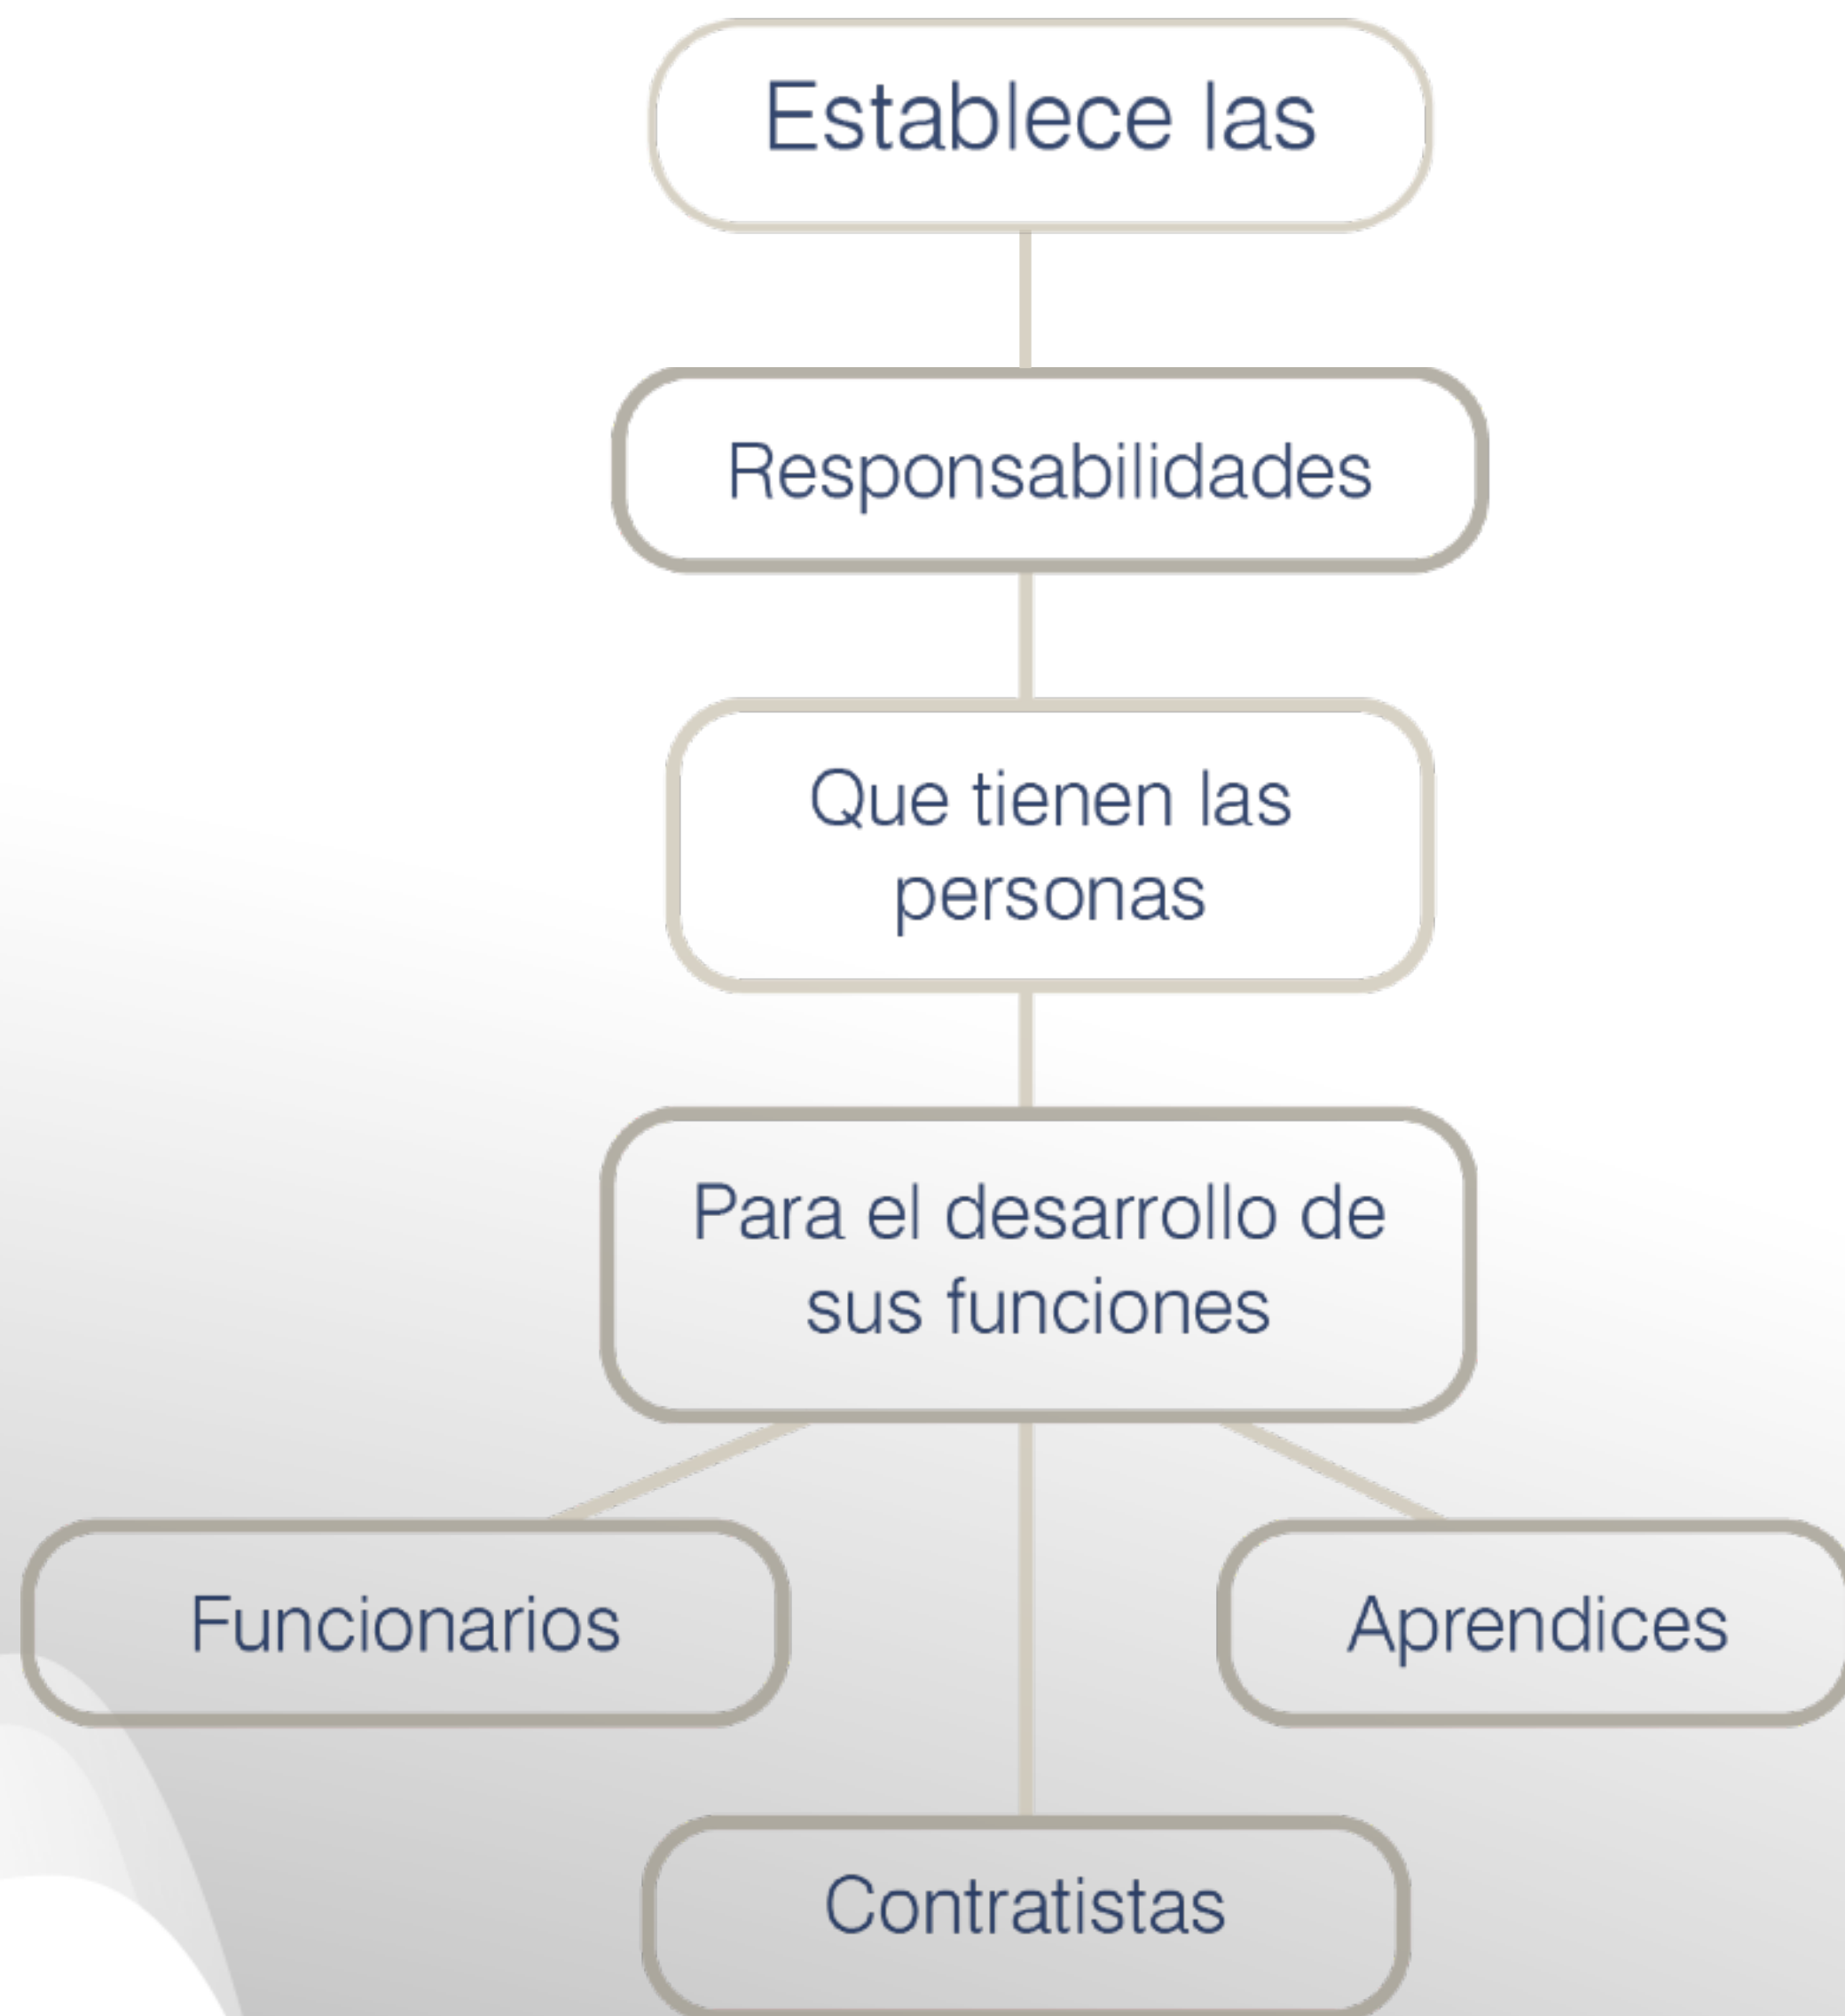 Establece las
Responsabilidades
Que tienen las
personas
Para el desarrollo de
sus funciones
Funcionarios
Aprendices
Contratistas